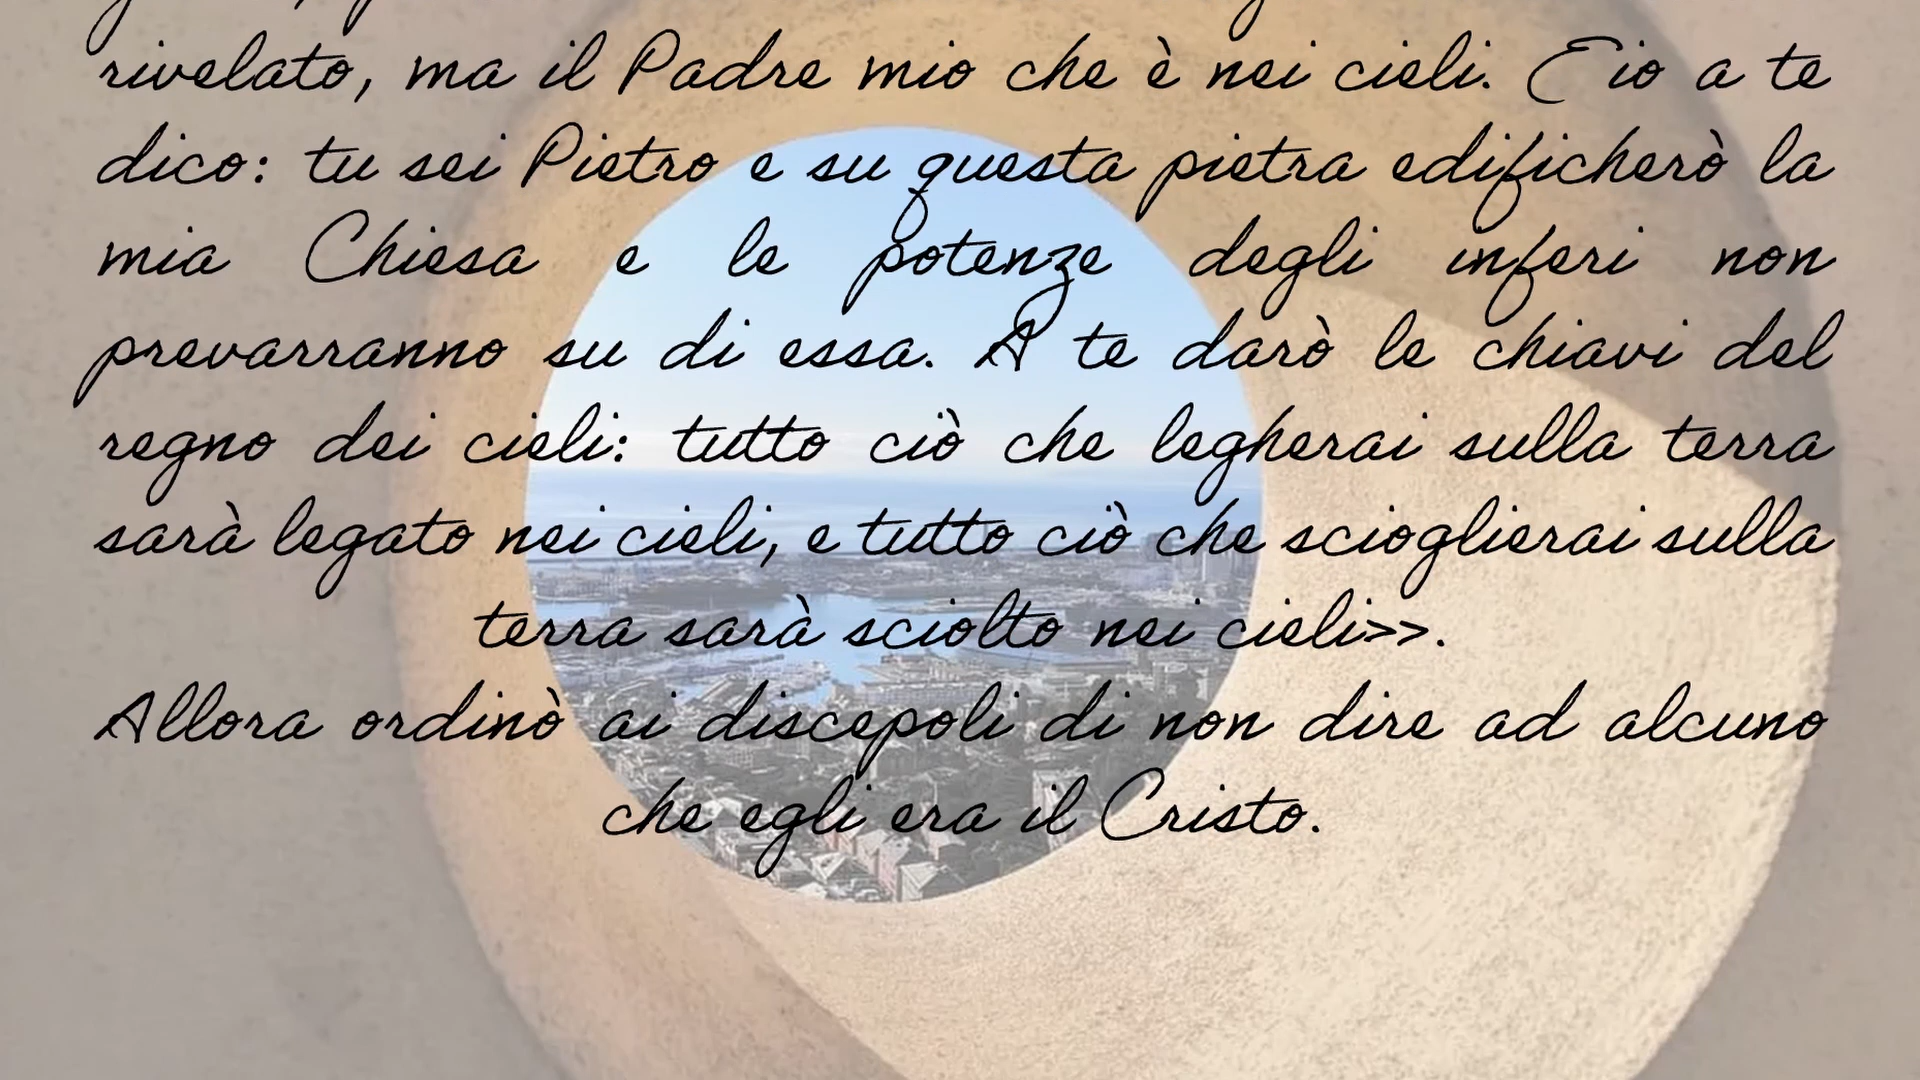 rivelato, ma il Padre mio che è nei cieli. E io a te
dico: tu sei Pietro e su questa pietra edificherò la
mia Chiesa e le potenze degli inferi non
prevarranno su di essa. A te darò le chiavi del
regno dei cieli: tutto ciò che legherai sulla terra
sarà legato nei cieli, e tutto ciò che scioglierai sulla
terra sarà sciolto nei cieli>>.
Allora ordinò ai discepoli di non dire ad alcuno
che egli era il Cristo.